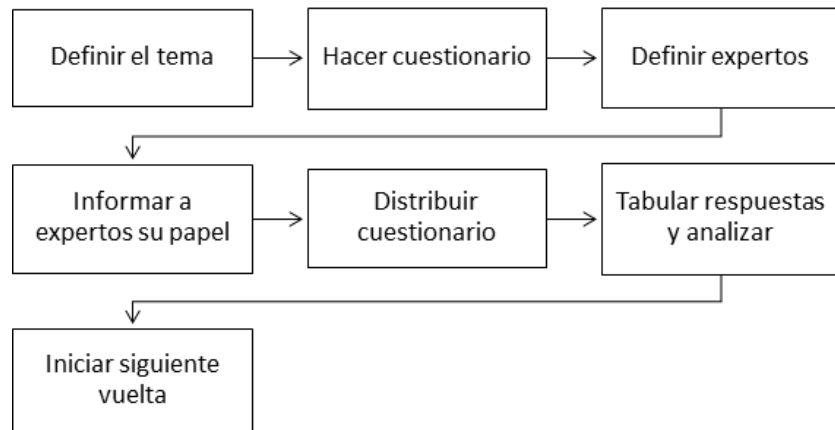 Definir el tema
Hacer cuestionario
Definir expertos
Informar a
expertos su papel
Distribuir
cuestionario
Tabular respuestas
y analizar
Iniciar siguiente
vuelta